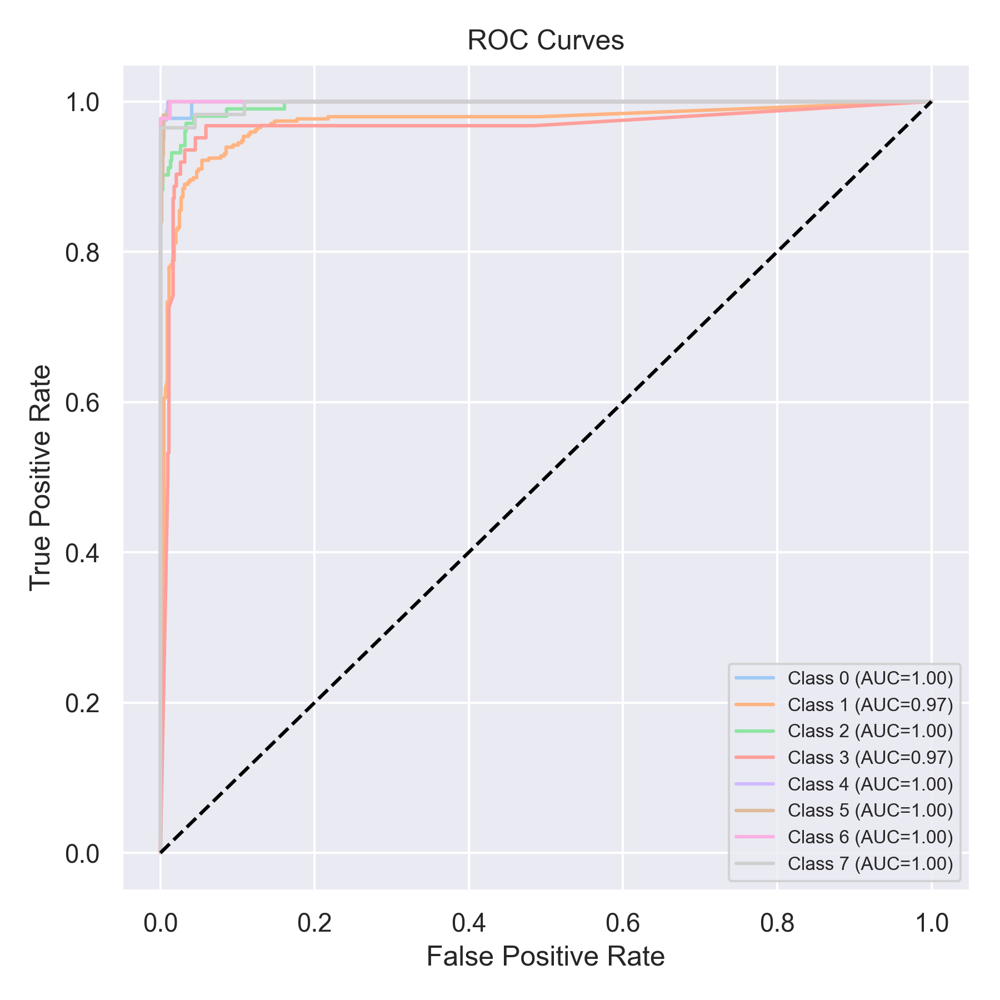 ROC Curves
True Positive Rate
1.0
0.8
0.6
0.4
0.2
0.0
Class 0 (AUC=1.00)
Class 1 (AUC=0.97)
Class 2 (AUC=1.00)
Class 3 (AUC=0.97)
Class 4 (AUC=1.00)
Class 5 (AUC=1.00)
Class 6 (AUC=1.00)
Class 7 (AUC=1.00)
0.0 0.2 0.4 0.6 0.8 1.0
False Positive Rate